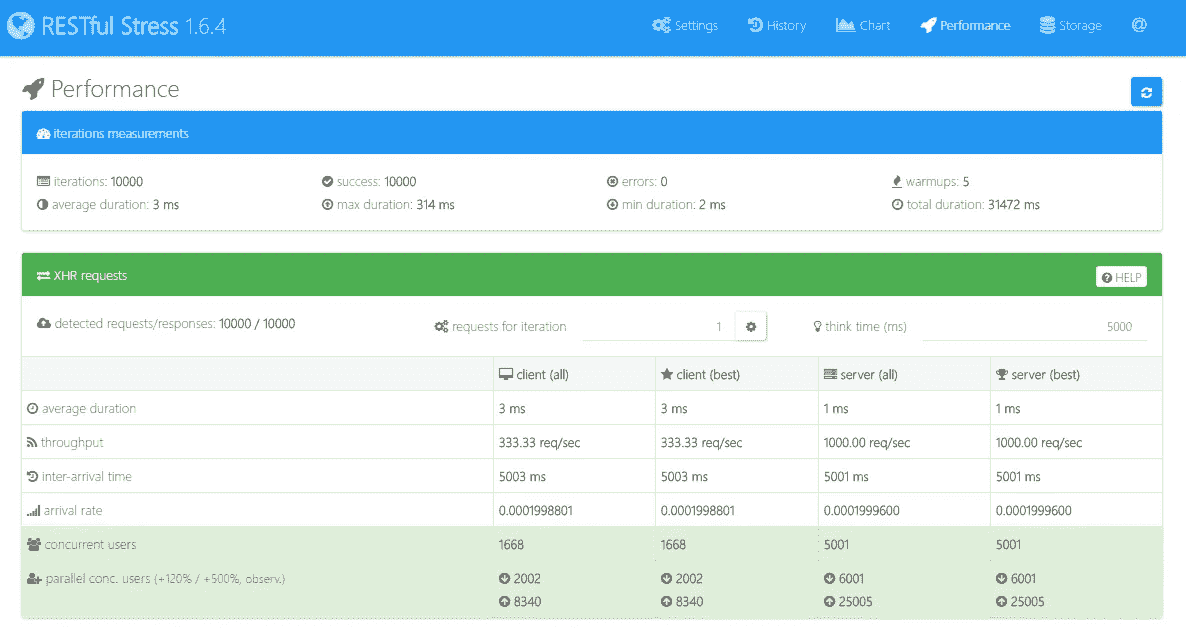 RESTful Stress 1.6.4 Settings History Chart Performance Storage @
Performance
iterations measurements
iterations: 10000 success: 10000 errors: 0 warmups: 5
average duration: 3 ms max duration: 314 ms min duration: 2 ms total duration: 31472 ms
XHR requests HELP
detected requests/responses: 10000 / 10000 requests for iteration 1 think time (ms) 5000
client (all) client (best) server (all) server (best)
average duration 3 ms 3 ms 1 ms 1 ms
throughput 333.33 req/sec 333.33 req/sec 1000.00 req/sec 1000.00 req/sec
inter-arrival time 5003 ms 5003 ms 5001 ms 5001 ms
arrival rate 0.0001998801 0.0001998801 0.0001999600 0.0001999600
concurrent users 1668 1668 5001 5001
parallel conc. users (+120% / +500%, observ.) 2002 2002 6001 6001
8340 8340 25005 25005